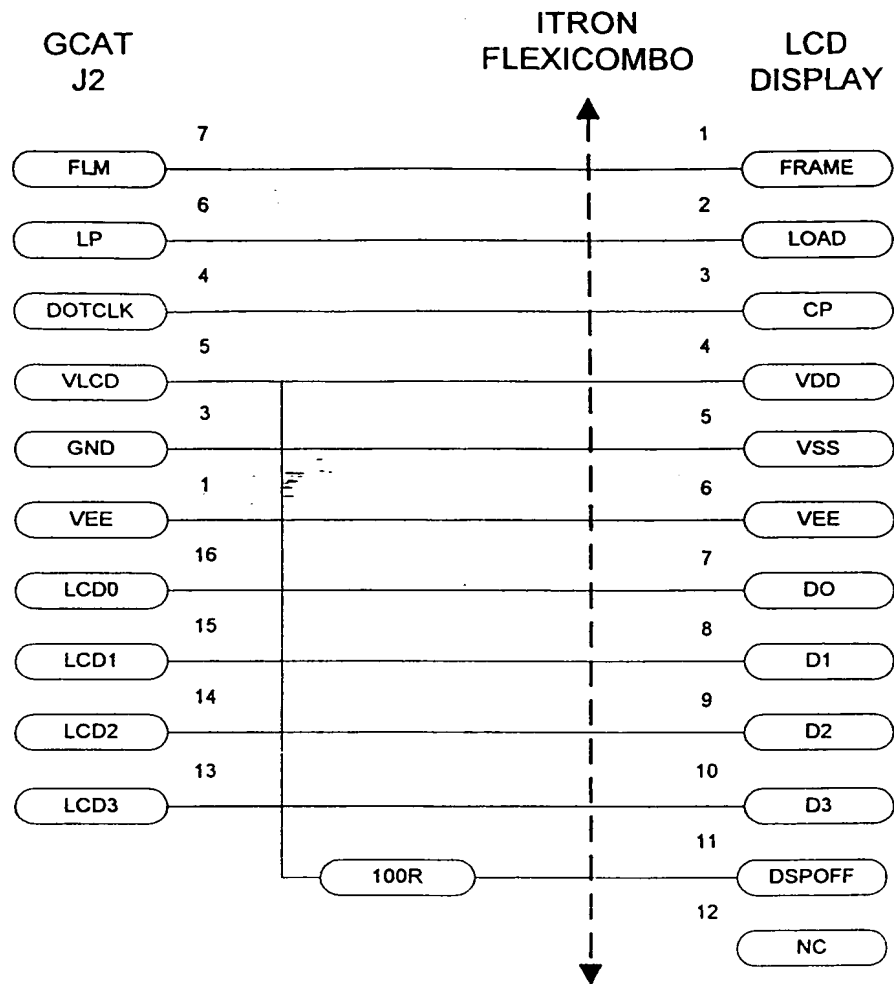 GCAT
J2
ITRON
FLEXICOMBO
LCD
DISPLAY
7 1
FLM FRAME
6 2
LP LOAD
4 3
DOTCLK CP
5 4
VLCD VDD
3 5
GND VSS
1 6
VEE VEE
16 7
LCD0 DO
15 8
LCD1 D1
14 9
LCD2 D2
13 10
LCD3 D3
11
100R DSPOFF
12
NC